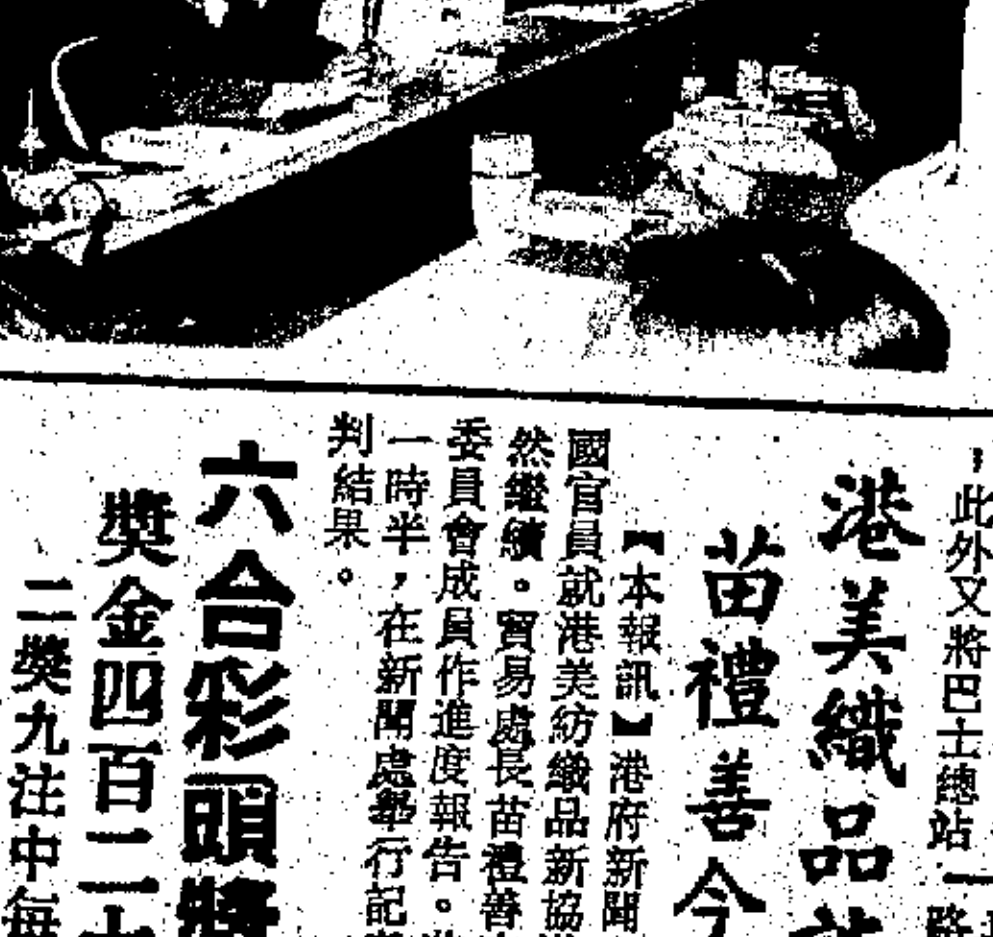 ，此外又將巴士總站一路
港美織品
苗禮善今
【本報訊】港府新聞
國官員就港美紡織品新協
然繼續。貿易處長苗禮善
委員會成員作進度報告。
一時半，在新聞處舉行記
判結果。
六合彩頭獎
獎金四百二十
二獎九注中每